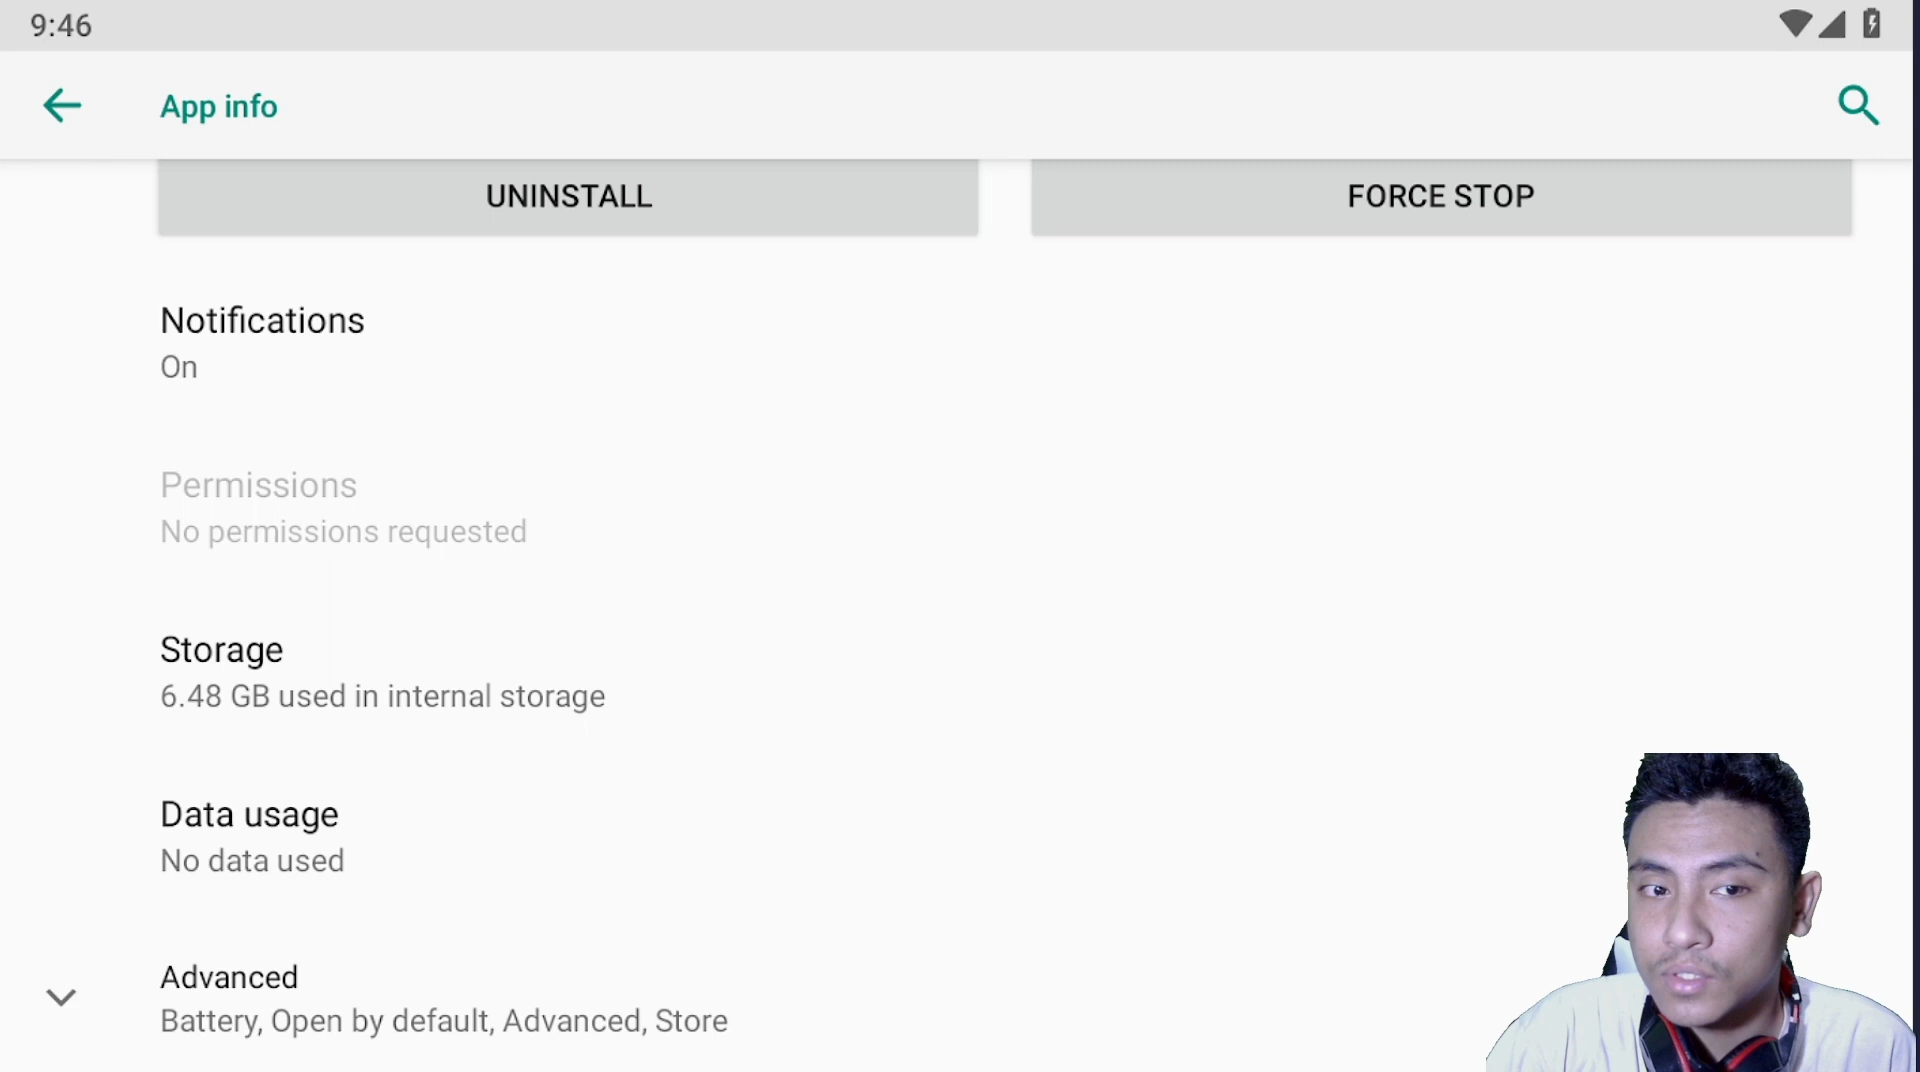 9:46
App info
UNINSTALL
FORCE STOP
Notifications
On
Permissions
No permissions requested
Storage
6.48 GB used in internal storage
Data usage
No data used
Advanced
Battery, Open by default, Advanced, Store